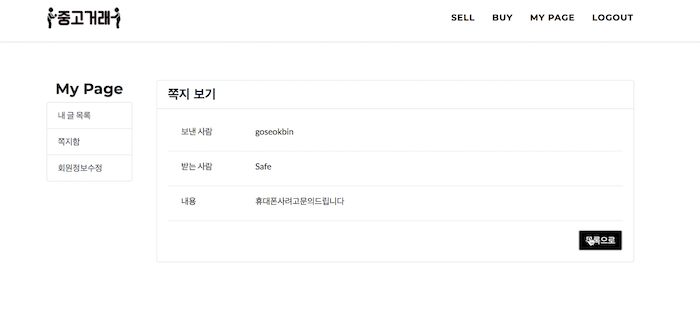 중고거래
SELL BUY MY PAGE LOGOUT
My Page
내 글 목록
쪽지함
회원정보수정
쪽지 보기
보낸 사람 goseokbin
받는 사람 Safe
내용 휴대폰사려고문의드립니다
목록으로